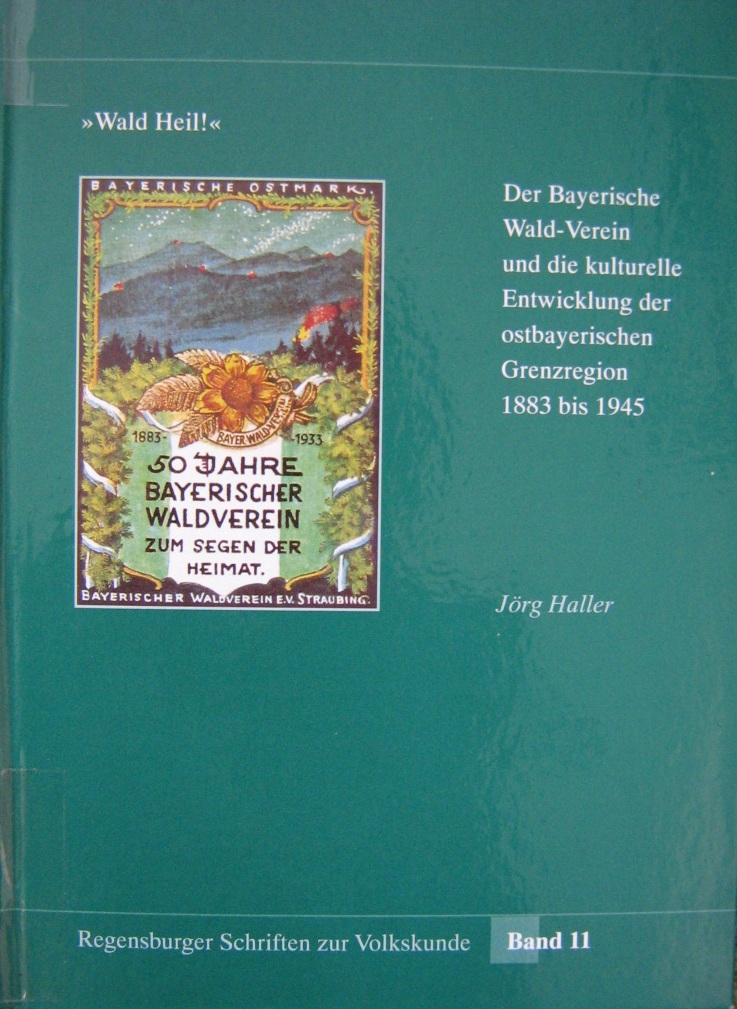 »Wald Heil!«
BAYERISCHE OSTMARK.
1883-
-1933
BAYER. WALDVEREIN
50 JAHRE
BAYERISCHER
WALDVEREIN
ZUM SEGEN DER
HEIMAT.
BAYERISCHER WALDVEREIN E.V. STRAUBING.
Der Bayerische
Wald-Verein
und die kulturelle
Entwicklung der
ostbayerischen
Grenzregion
1883 bis 1945
Jörg Haller
Regensburger Schriften zur Volkskunde Band 11